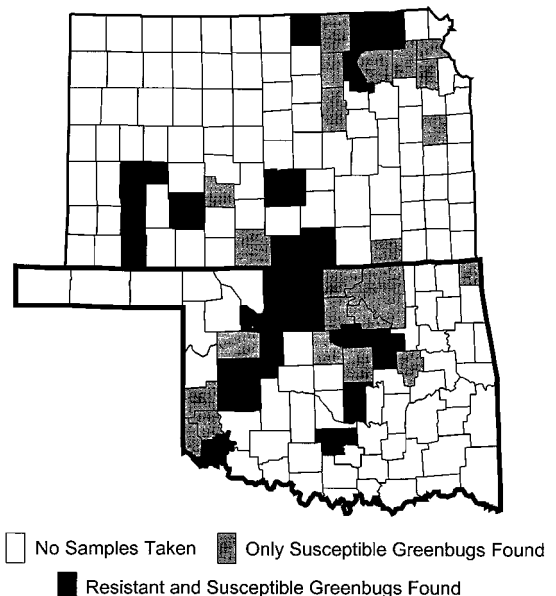 No Samples Taken
Only Susceptible Greenbugs Found
Resistant and Susceptible Greenbugs Found